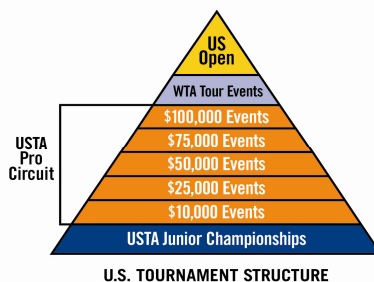 US
Open
WTA Tour Events
$100,000 Events
$75,000 Events
$50,000 Events
$25,000 Events
$10,000 Events
USTA
Pro
Circuit
USTA Junior Championships
U.S. TOURNAMENT STRUCTURE